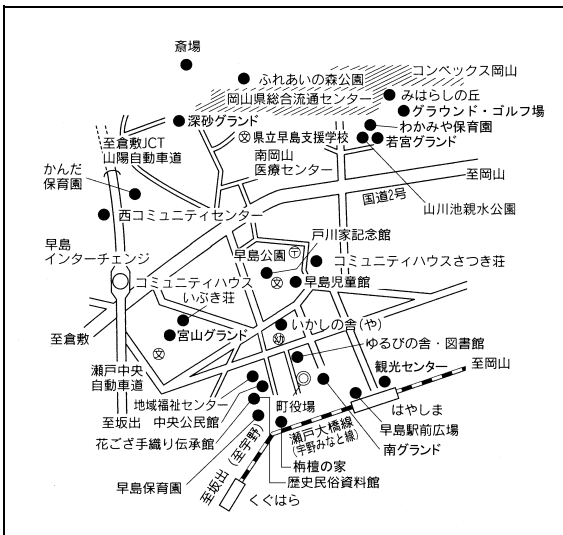 斎場
コンベックス岡山
ふれあいの森公園
岡山県総合流通センター
みはらしの丘
グラウンド・ゴルフ場
深砂グランド
わかみや保育園
文
県立早島支援学校
若宮グランド
至倉敷JCT
山陽自動車道
南岡山
医療センター
かんだ
保育園
至岡山
国道2号
山川池親水公園
西コミュニティセンター
戸川家記念館
早島
インターチェンジ
早島公園
〒
コミュニティハウスさつき荘
コミュニティハウス
いぶき荘
文
早島児童館
至倉敷
宮山グランド
いかしの舎(や)
幼
文
ゆるびの舎・図書館
瀬戸中央
自動車道
観光センター
至岡山
地域福祉センター
町役場
はやしま
至坂出
中央公民館
早島駅前広場
花ござ手織り伝承館
瀬戸大橋線
(宇野みなと線)
南グランド
至坂出(至宇野)
栴檀の家
早島保育園
歴史民俗資料館
くぐはら